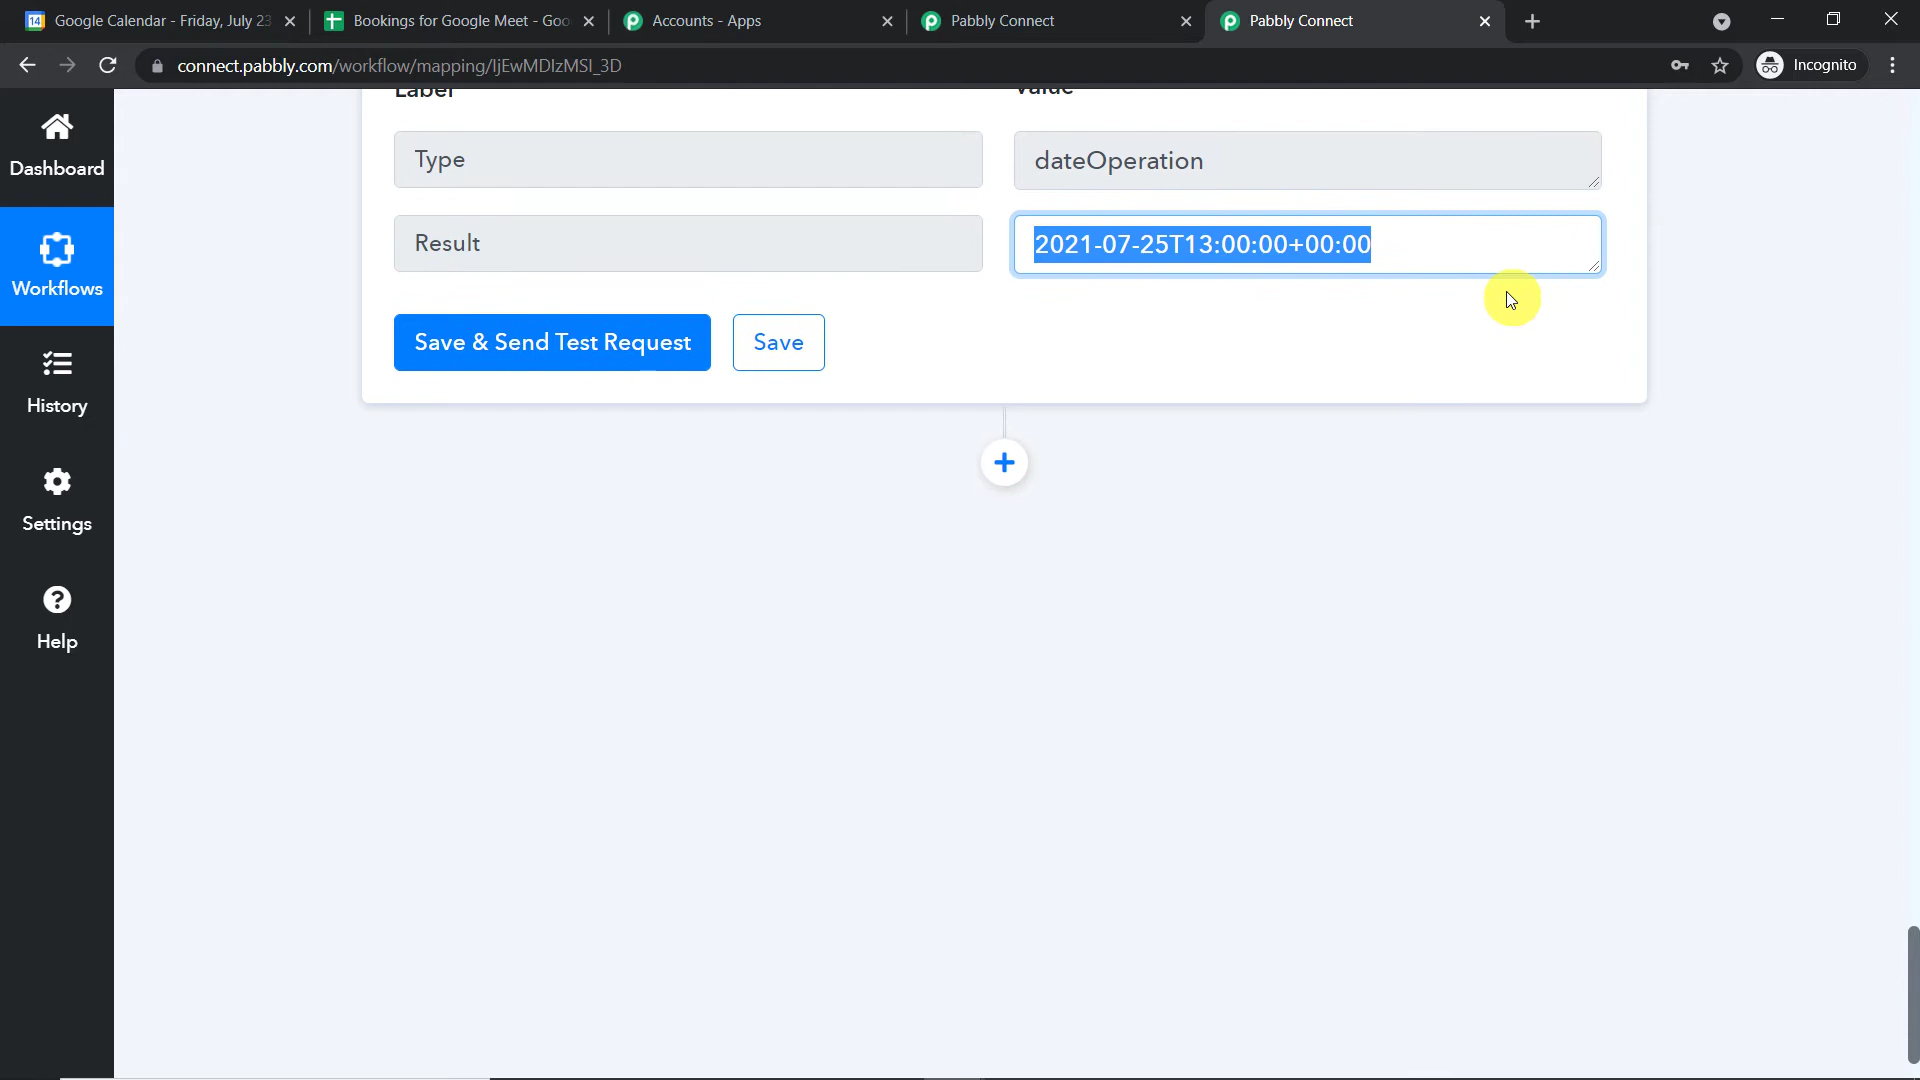 Google Calendar - Friday, July 23
Bookings for Google Meet - Goo
Accounts - Apps
Pabbly Connect
Pabbly Connect
connect.pabbly.com/workflow/mapping/IjEwMDIzMSI_3D
Incognito
Label
Value
Dashboard
Type
dateOperation
Workflows
Result
2021-07-25T13:00:00+00:00
Save & Send Test Request
Save
History
Settings
Help